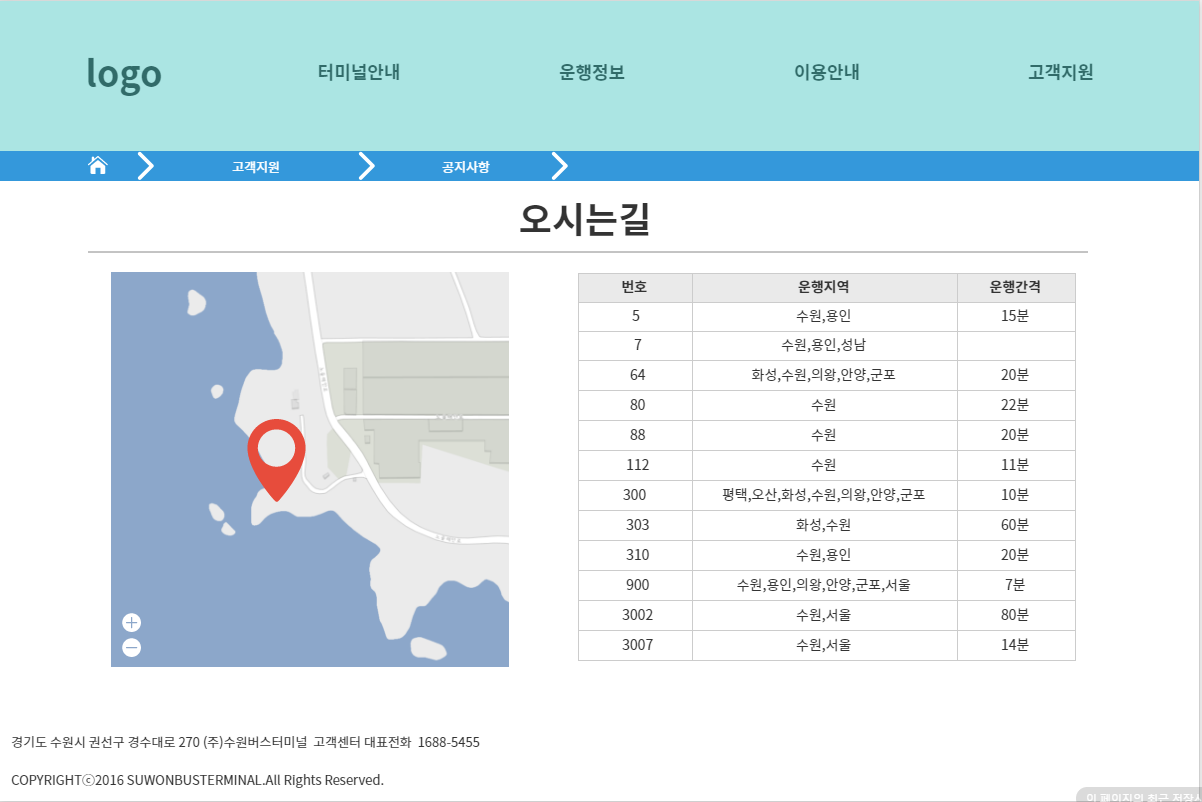 logo 터미널안내 운행정보 이용안내 고객지원
고객지원 공지사항
오시는길
번호 운행지역 운행간격
5 수원,용인 15분
7 수원,용인,성남
64 화성,수원,의왕,안양,군포 20분
80 수원 22분
88 수원 20분
112 수원 11분
300 평택,오산,화성,수원,의왕,안양,군포 10분
303 화성,수원 60분
310 수원,용인 20분
900 수원,용인,의왕,안양,군포,서울 7분
3002 수원,서울 80분
3007 수원,서울 14분
경기도 수원시 권선구 경수대로 270 (주)수원버스터미널 고객센터 대표전화 1688-5455
COPYRIGHTⓒ2016 SUWONBUSTERMINAL.All Rights Reserved.
이 페이지의 최근 저장